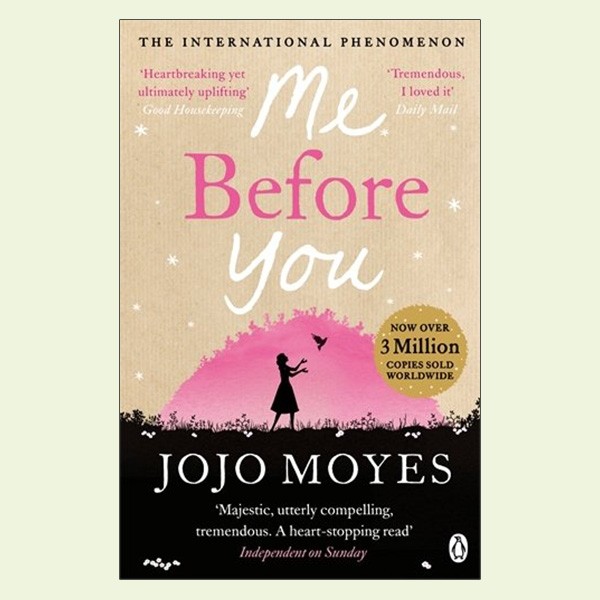 THE INTERNATIONAL PHENOMENON
'Heartbreaking yet
ultimately uplifting'
Good Housekeeping
'Tremendous,
I loved it'
Daily Mail
Me
Before
You
NOW OVER
3 Million
COPIES SOLD
WORLDWIDE
JOJO MOYES
'Majestic, utterly compelling,
tremendous. A heart-stopping read'
Independent on Sunday